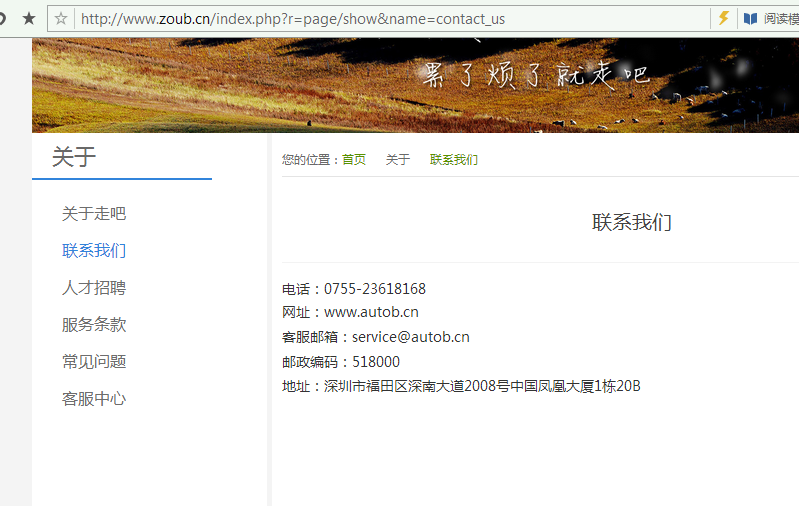 http://www.zoub.cn/index.php?r=page/show&name=contact_us
阅读模
累了烦了就走吧
关于
您的位置：首页 关于 联系我们
关于走吧
联系我们
人才招聘
服务条款
常见问题
客服中心
联系我们
电话：0755-23618168
网址：www.autob.cn
客服邮箱：service@autob.cn
邮政编码：518000
地址：深圳市福田区深南大道2008号中国凤凰大厦1栋20B